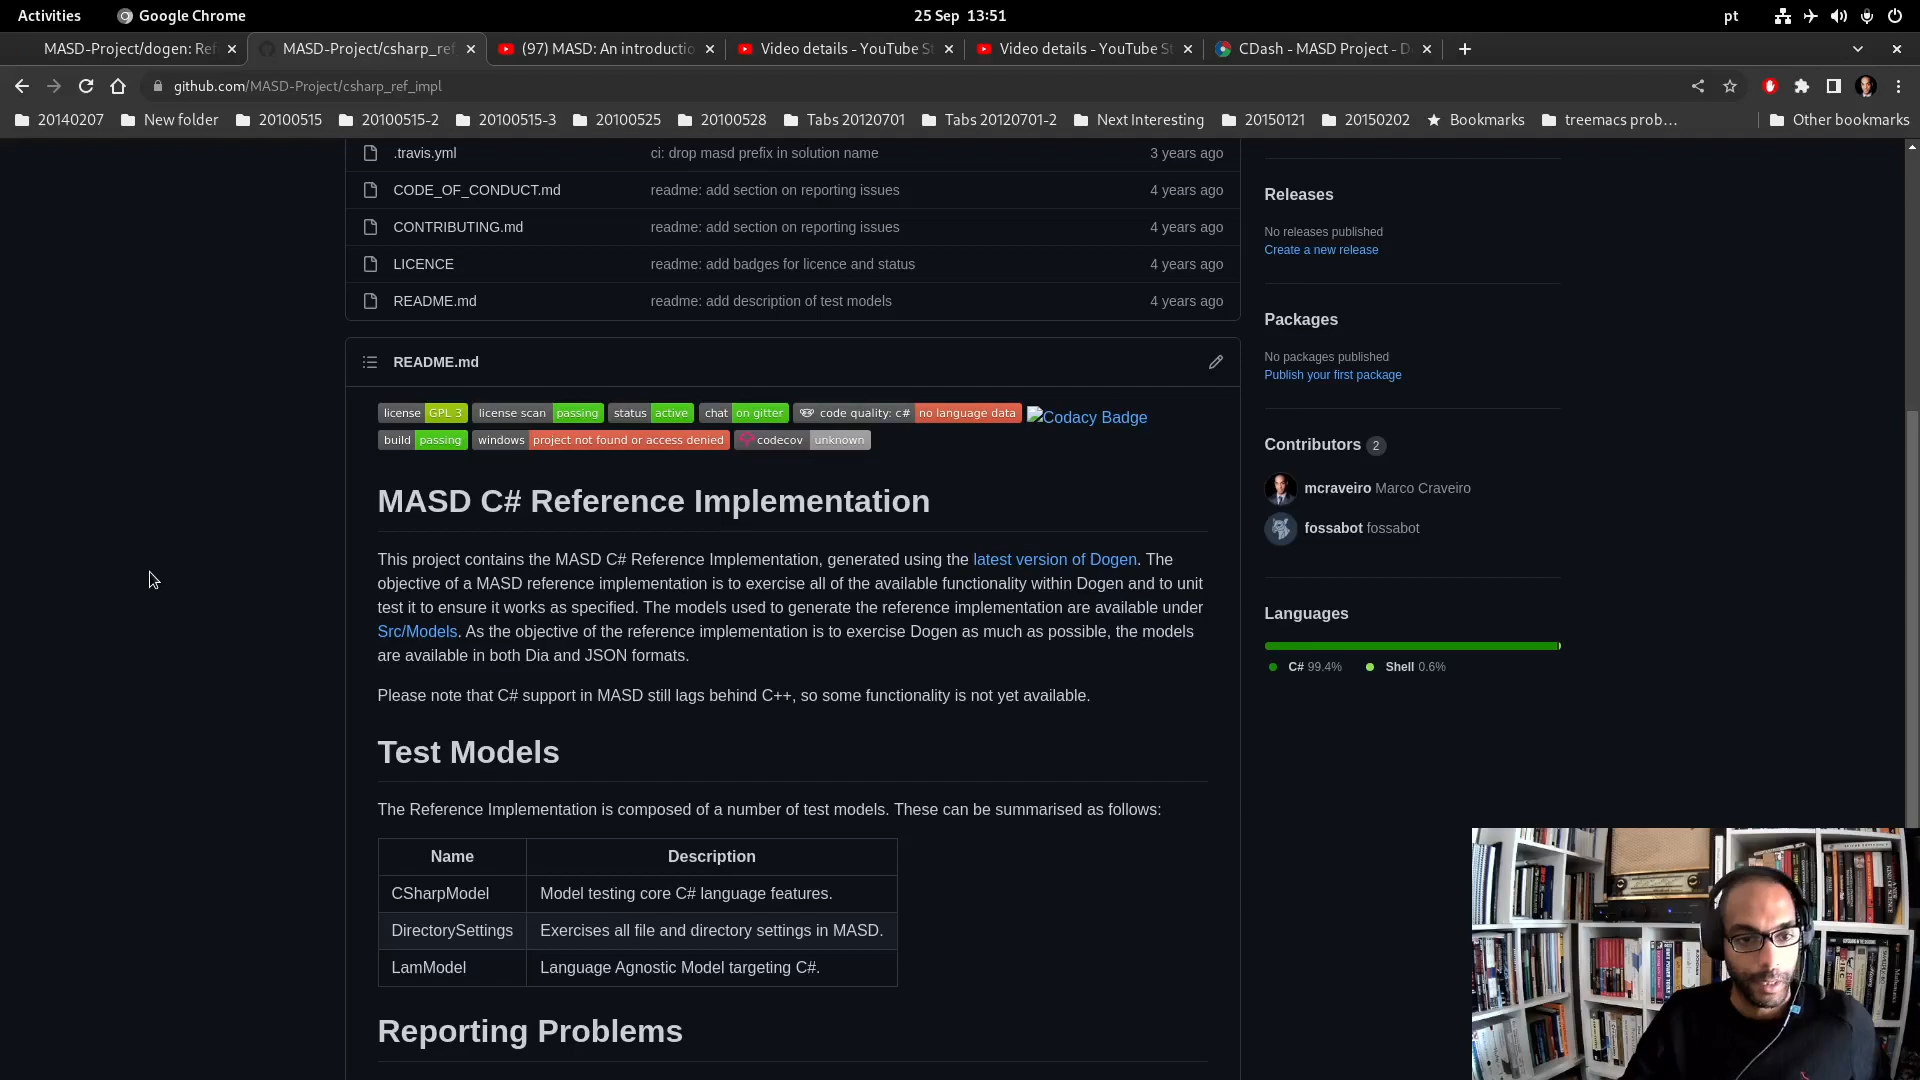 Activities Google Chrome 25 Sep 13:51 pt
MASD-Project/dogen: Ref MASD-Project/csharp_ref (97) MASD: An introductio Video details - YouTube St Video details - YouTube St CDash - MASD Project - D
github.com/MASD-Project/csharp_ref_impl
20140207 New folder 20100515 20100515-2 20100515-3 20100525 20100528 Tabs 20120701 Tabs 20120701-2 Next Interesting 20150121 20150202 Bookmarks treemacs prob… Other bookmarks
.travis.yml ci: drop masd prefix in solution name 3 years ago
CODE_OF_CONDUCT.md readme: add section on reporting issues 4 years ago
CONTRIBUTING.md readme: add section on reporting issues 4 years ago
LICENCE readme: add badges for licence and status 4 years ago
README.md readme: add description of test models 4 years ago
README.md
license GPL 3 license scan passing status active chat on gitter code quality: c# no language data Codacy Badge
build passing windows project not found or access denied codecov unknown
MASD C# Reference Implementation
This project contains the MASD C# Reference Implementation, generated using the latest version of Dogen. The
objective of a MASD reference implementation is to exercise all of the available functionality within Dogen and to unit
test it to ensure it works as specified. The models used to generate the reference implementation are available under
Src/Models. As the objective of the reference implementation is to exercise Dogen as much as possible, the models
are available in both Dia and JSON formats.
Please note that C# support in MASD still lags behind C++, so some functionality is not yet available.
Test Models
The Reference Implementation is composed of a number of test models. These can be summarised as follows:
Name Description
CSharpModel Model testing core C# language features.
DirectorySettings Exercises all file and directory settings in MASD.
LamModel Language Agnostic Model targeting C#.
Reporting Problems
Releases
No releases published
Create a new release
Packages
No packages published
Publish your first package
Contributors 2
mcraveiro Marco Craveiro
fossabot fossabot
Languages
C# 99.4% Shell 0.6%